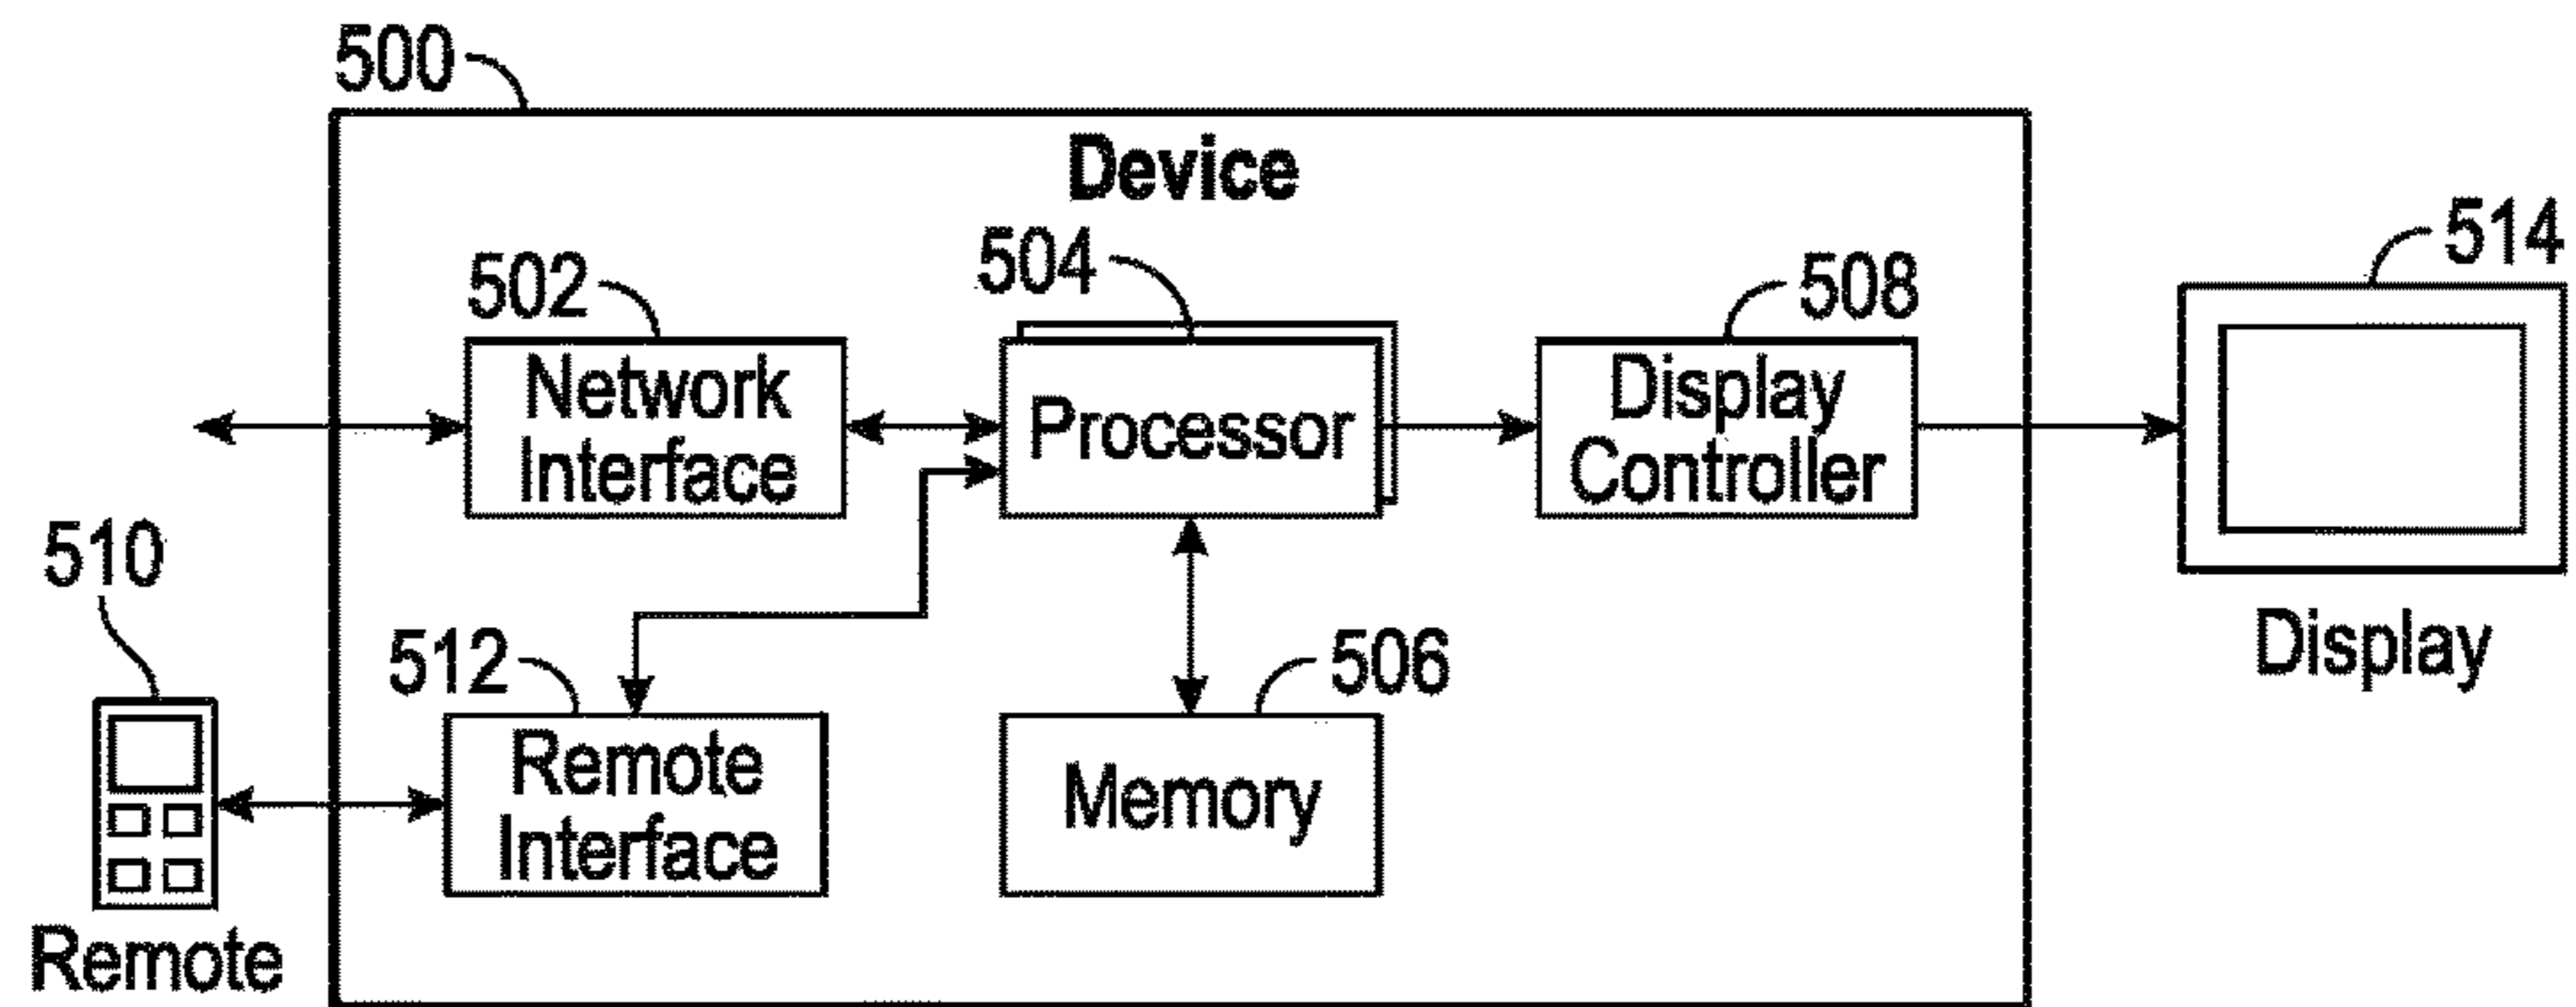 500
Device
502
504
508
514
Network
Interface
Processor
Display
Controller
510
512
506
Display
Remote
Interface
Memory
Remote